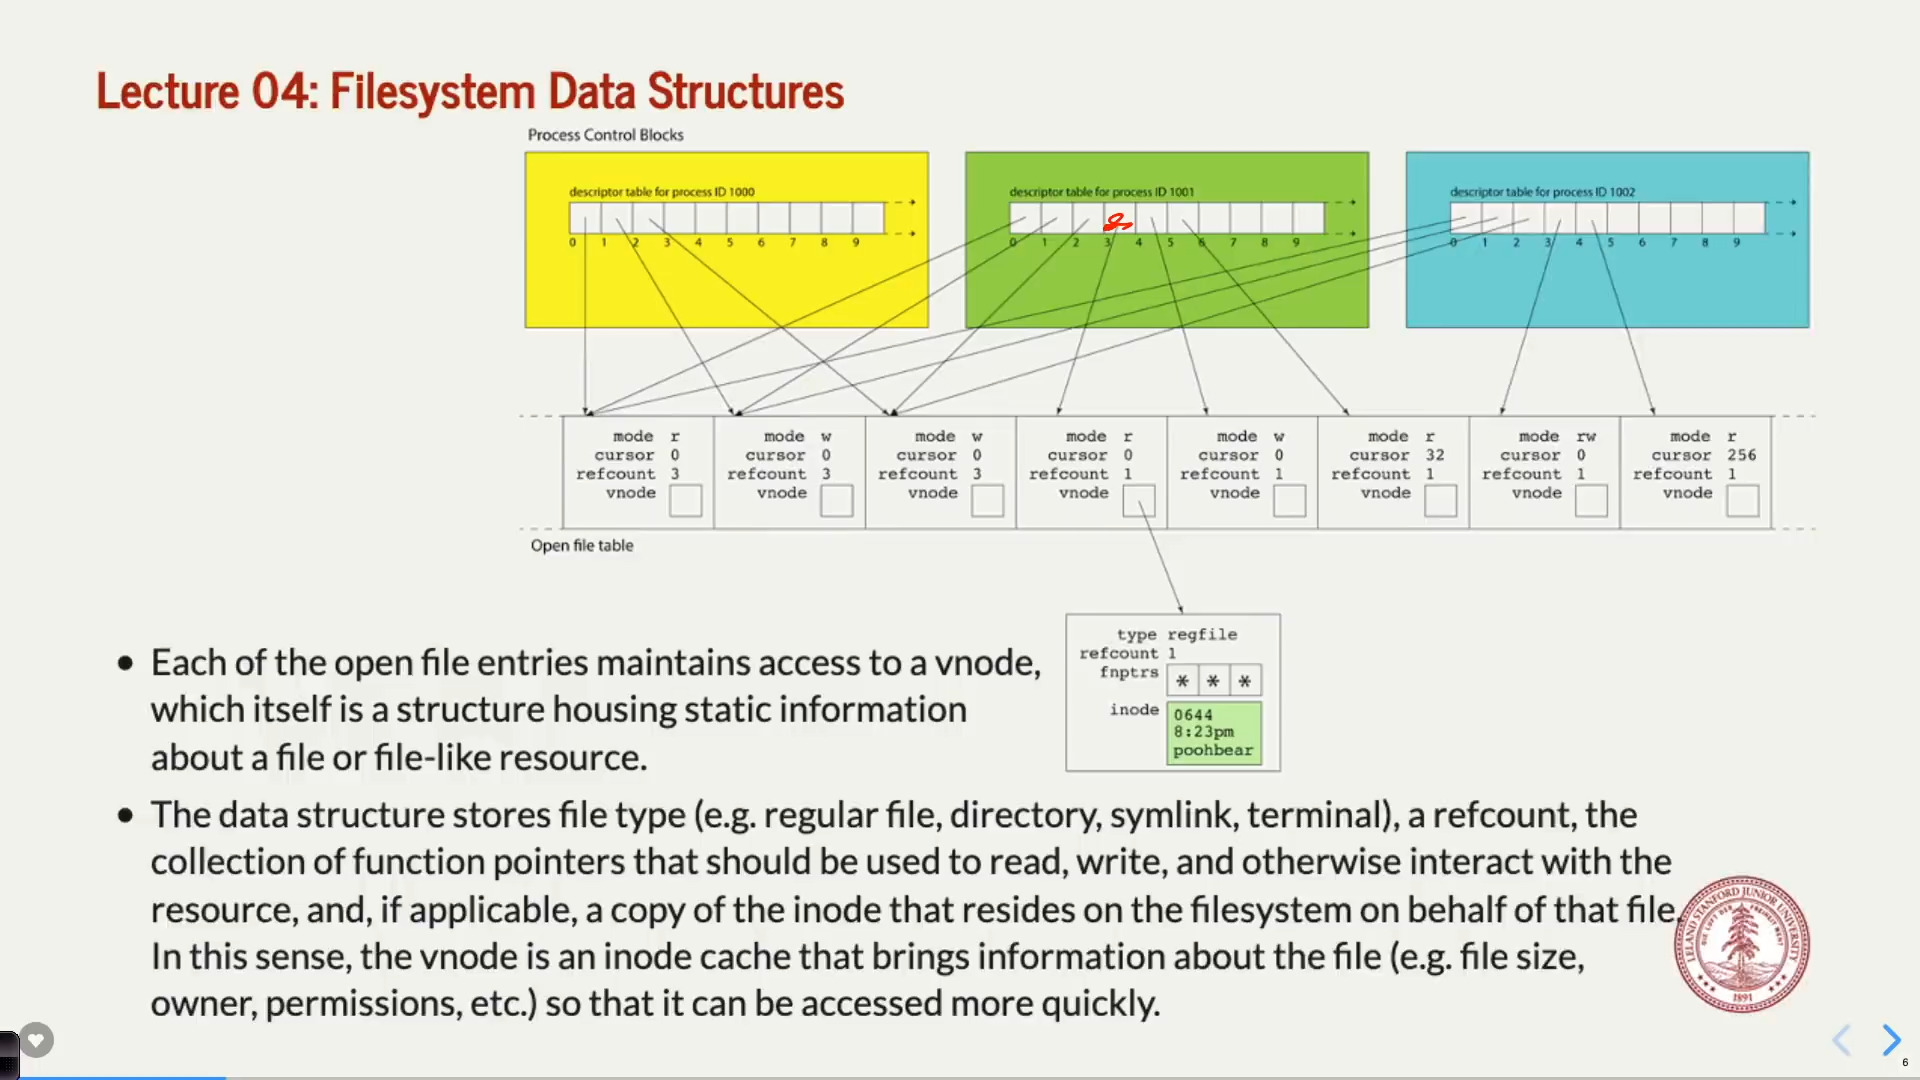 Lecture 04: Filesystem Data Structures
Process Control Blocks
descriptor table for process ID 1000
0 1 2 3 4 5 6 7 8 9
descriptor table for process ID 1001
0 1 2 3 4 5 6 7 8 9
descriptor table for process ID 1002
0 1 2 3 4 5 6 7 8 9
mode r
cursor 0
refcount 3
vnode
mode w
cursor 0
refcount 3
vnode
mode w
cursor 0
refcount 3
vnode
mode r
cursor 0
refcount 1
vnode
mode w
cursor 0
refcount 1
vnode
mode r
cursor 32
refcount 1
vnode
mode rw
cursor 0
refcount 1
vnode
mode r
cursor 256
refcount 1
vnode
Open file table
type regfile
refcount 1
fnptrs * * *
inode 0644
8:23pm
poohbear
• Each of the open file entries maintains access to a vnode,
which itself is a structure housing static information
about a file or file-like resource.
• The data structure stores file type (e.g. regular file, directory, symlink, terminal), a refcount, the
collection of function pointers that should be used to read, write, and otherwise interact with the
resource, and, if applicable, a copy of the inode that resides on the filesystem on behalf of that file.
In this sense, the vnode is an inode cache that brings information about the file (e.g. file size,
owner, permissions, etc.) so that it can be accessed more quickly.
LELAND STANFORD JUNIOR UNIVERSITY
1891
6